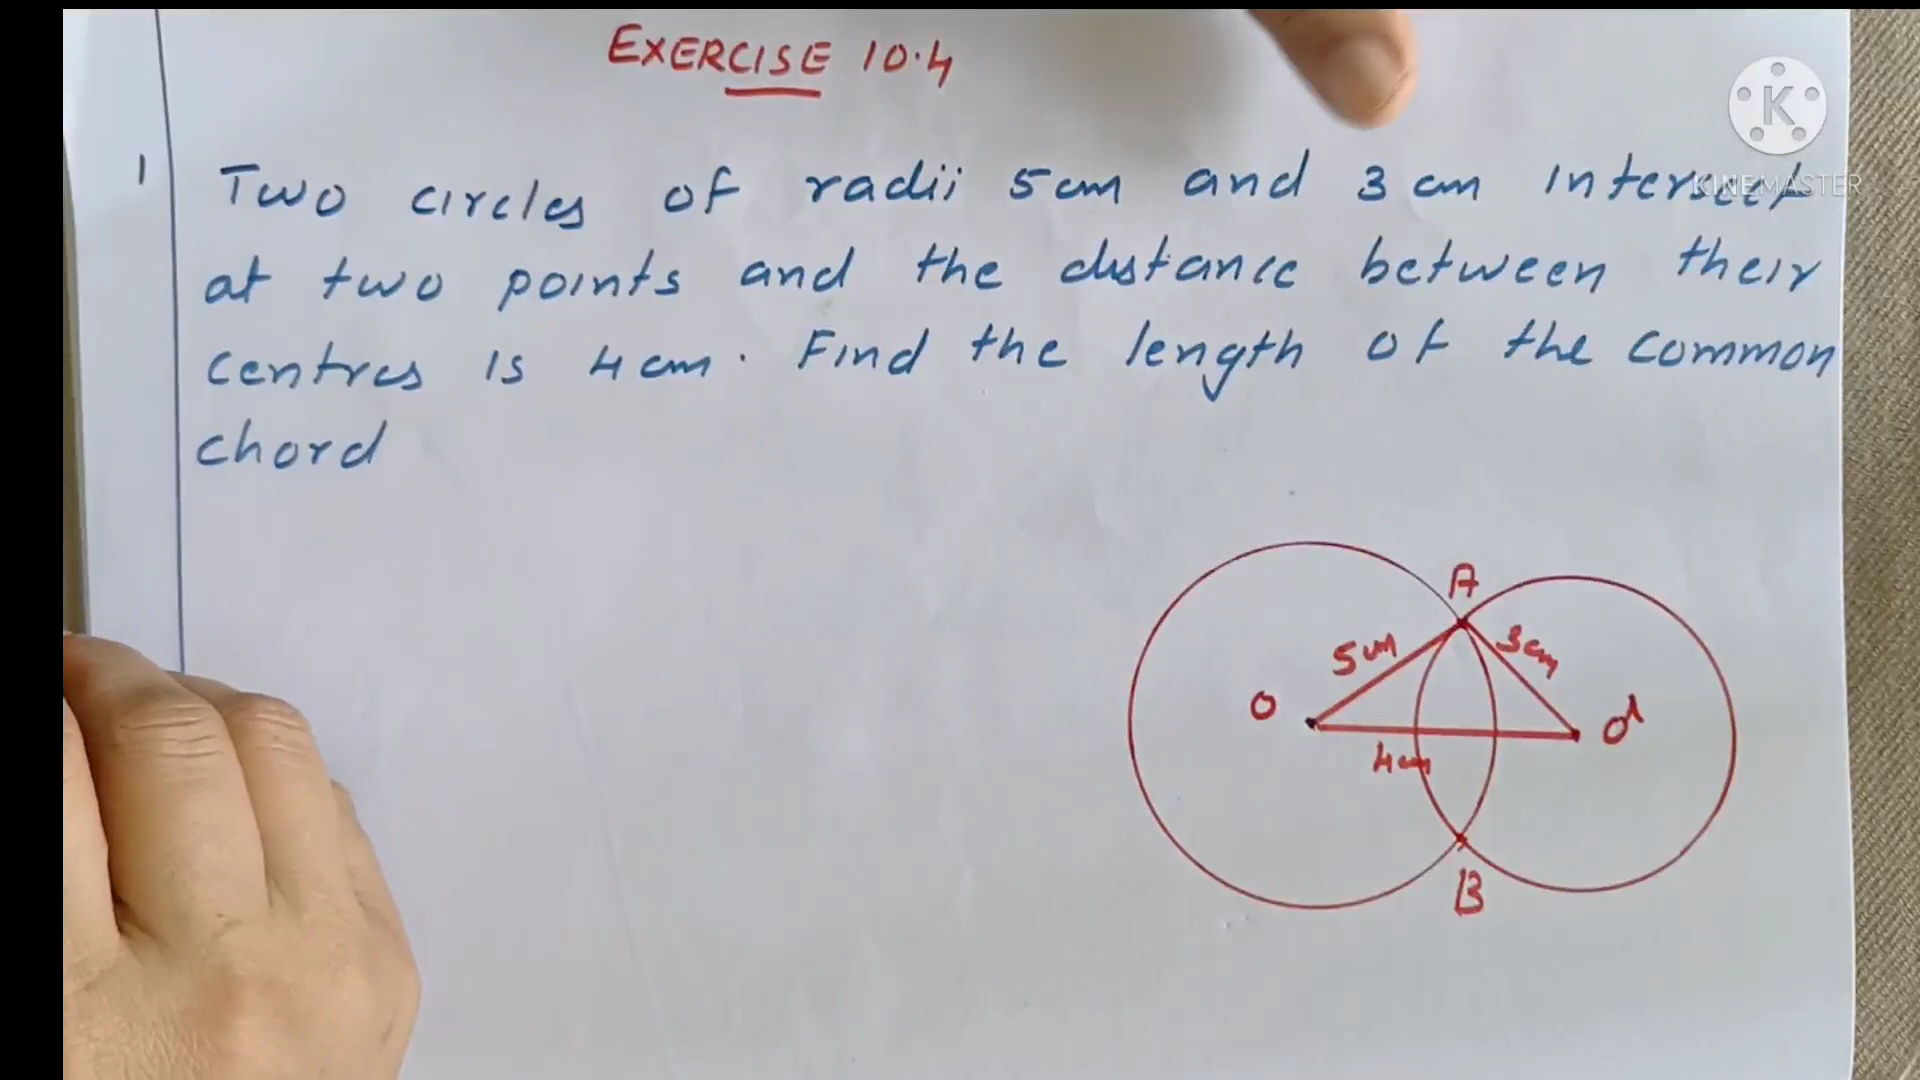 EXERCISE 10.4
1 Two circles of radii 5cm and 3 cm intersect
at two points and the distance between their
centres is 4cm. Find the length of the common
chord
K
KINEMASTER
A
5cm 3cm
O O'
4cm
B